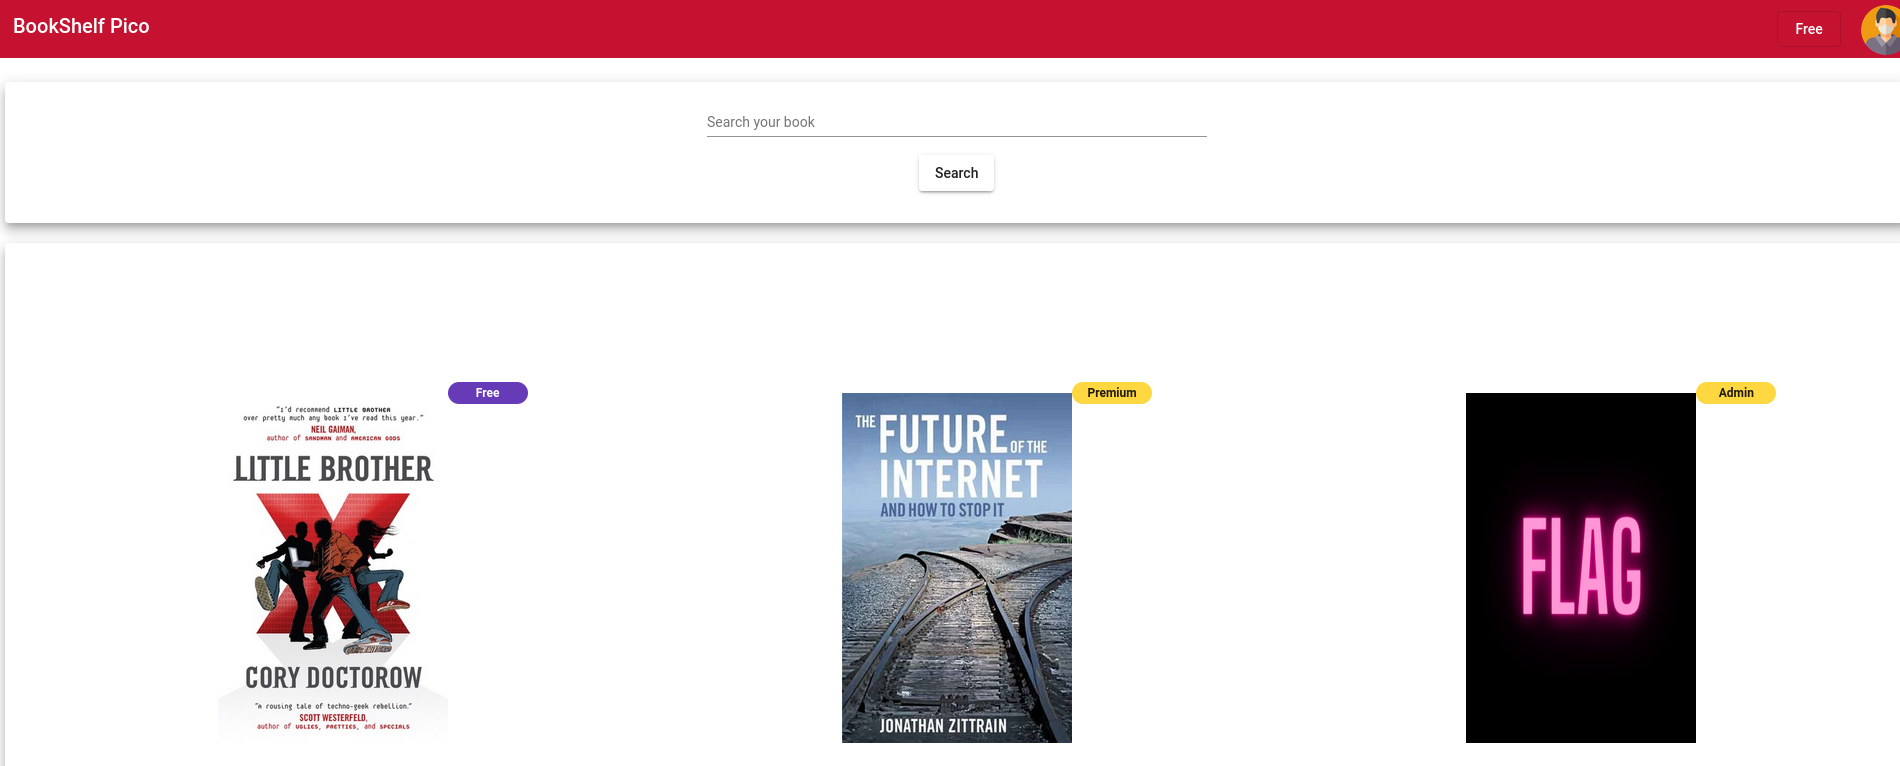 BookShelf Pico
Free
Search your book
Search
Free
"i'd recommend LITTLE BROTHER
over pretty much any book i've read this year."
NEIL GAIMAN,
author of SANDMAN and AMERICAN GODS
LITTLE BROTHER
CORY DOCTOROW
"a rousing tale of techno-geek rebellion."
SCOTT WESTERFELD,
author of UGLIES, PRETTIES, and SPECIALS
Premium
THE FUTURE OF THE
INTERNET
AND HOW TO STOP IT
JONATHAN ZITTRAIN
Admin
FLAG